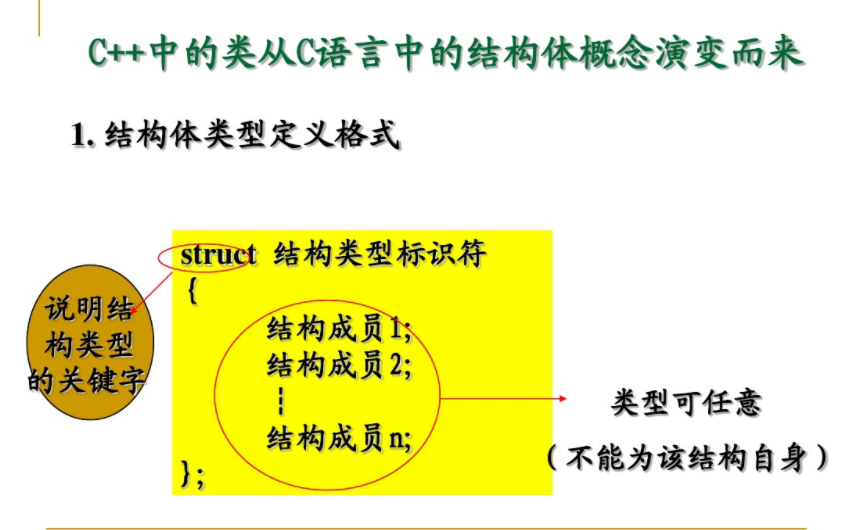 C++中的类从C语言中的结构体概念演变而来
1. 结构体类型定义格式
struct 结构类型标识符
{
结构成员1;
结构成员2;
┇
结构成员n;
};
说明结
构类型
的关键字
类型可任意
(不能为该结构自身)